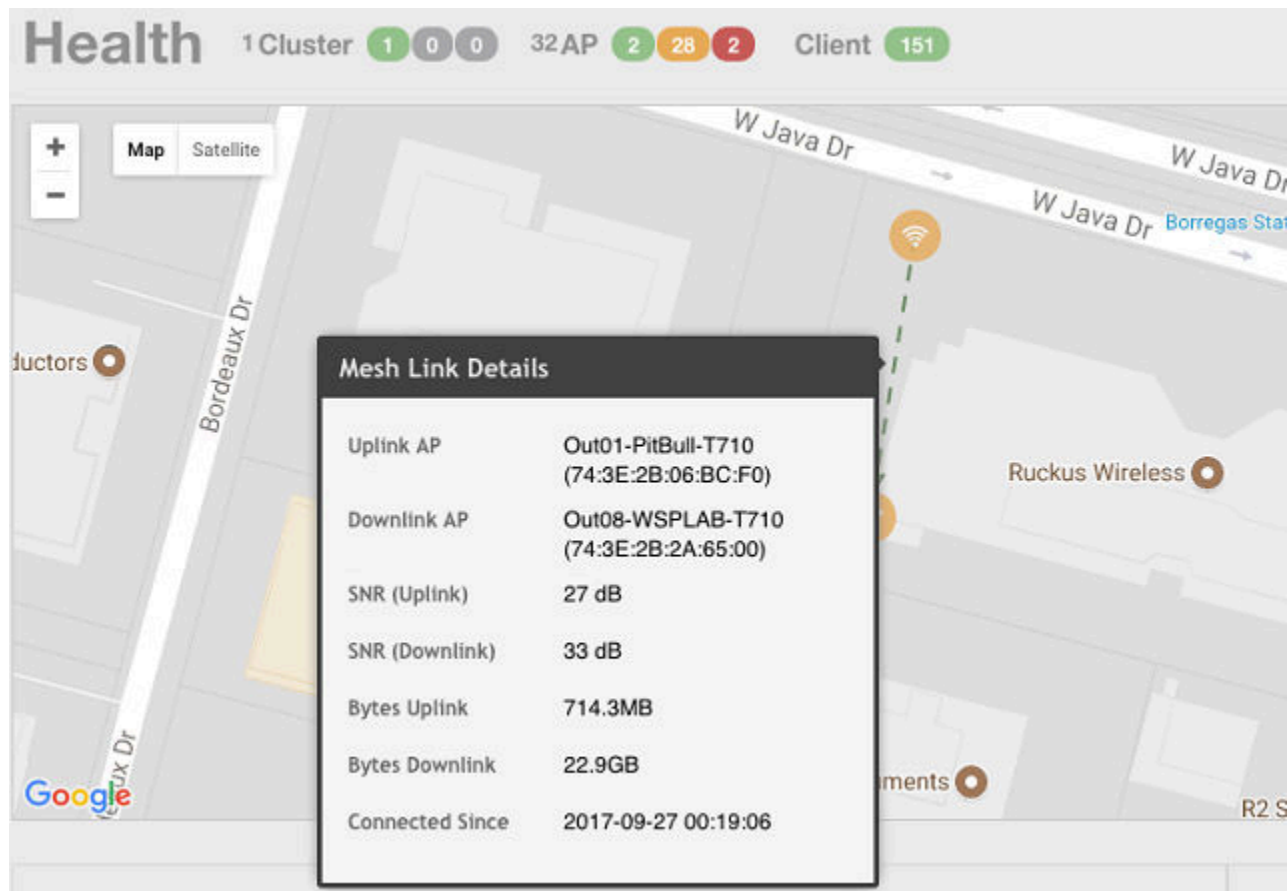 Health 1 Cluster 1 0 0 32 AP 2 28 2 Client 151
+
−
Map Satellite
W Java Dr
W Java Dr
W Java Dr
Borregas Stat
ductors
Bordeaux Dr
Ruckus Wireless
Mesh Link Details
Uplink AP Out01-PitBull-T710
(74:3E:2B:06:BC:F0)
Downlink AP Out08-WSPLAB-T710
(74:3E:2B:2A:65:00)
SNR (Uplink) 27 dB
SNR (Downlink) 33 dB
Bytes Uplink 714.3MB
Bytes Downlink 22.9GB
Connected Since 2017-09-27 00:19:06
eaux Dr
Google
ments
R2 S